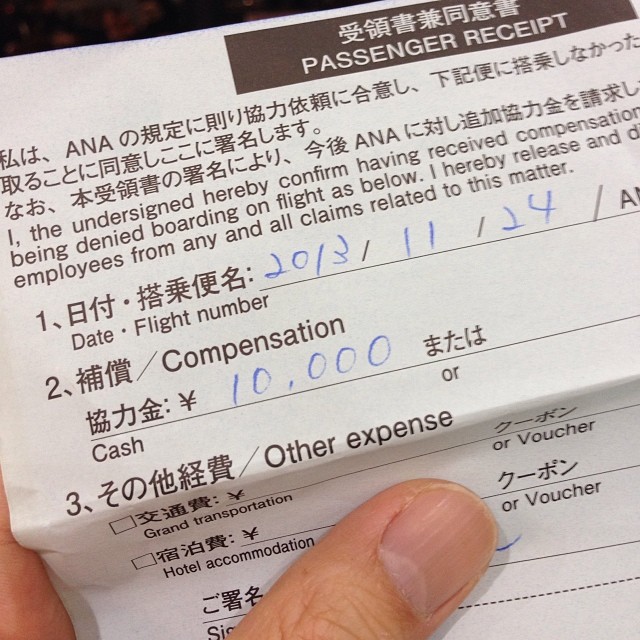 受領書兼同意書
PASSENGER RECEIPT
私は、ANAの規定に則り協力依頼に合意し、下記便に搭乗しなかった
取ることに同意しここに署名します。
なお、本受領書の署名により、今後ANAに対し追加協力金を請求し
I, the undersigned hereby confirm having received compensation
being denied boarding on flight as below. I hereby release and
employees from any and all claims related to this matter.
1、日付・搭乗便名: 2013 / 11 / 24 / A
Date・Flight number
2、補償/Compensation
協力金: ¥ 10,000 または
Cash or
3、その他経費/Other expense
□交通費: ¥ クーポン
Grand transportation or Voucher
□宿泊費: ¥ クーポン
Hotel accommodation or Voucher
ご署名